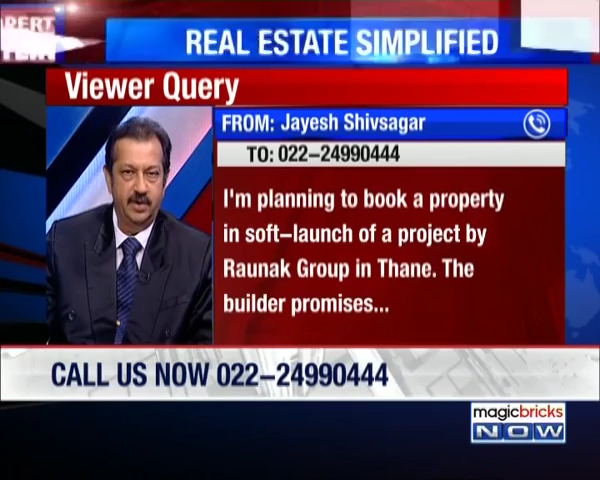 REAL ESTATE SIMPLIFIED
Viewer Query
FROM: Jayesh Shivsagar
TO: 022–24990444
I'm planning to book a property
in soft–launch of a project by
Raunak Group in Thane. The
builder promises...
CALL US NOW 022–24990444
magicbricks
NOW